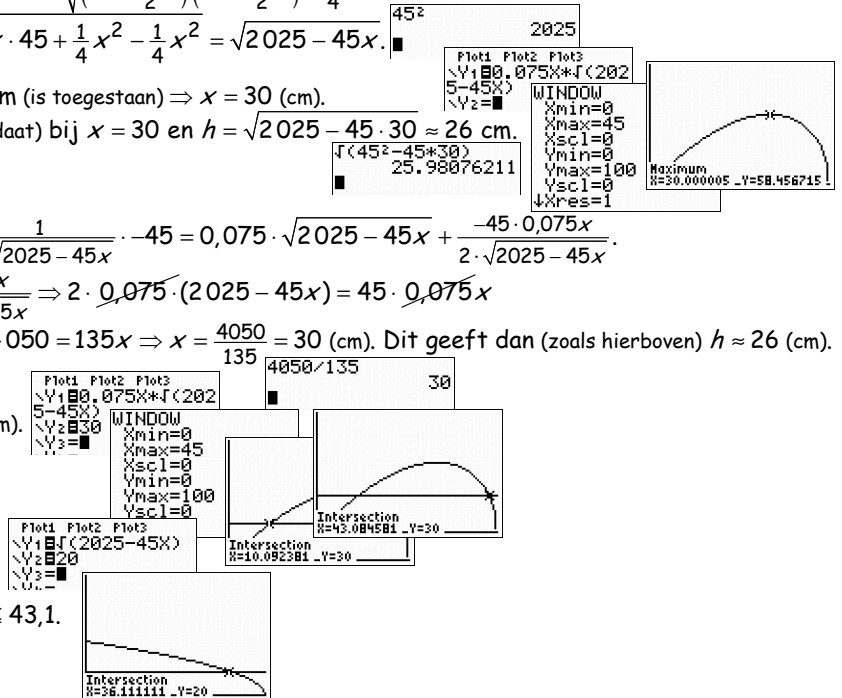 · 45 + 1/4 x² − 1/4 x² = √(2025 − 45x).
45²
2025
Plot1 Plot2 Plot3
\Y₁=0.075X*√(202
5-45X)
\Y₂=
WINDOW
Xmin=0
Xmax=45
Xscl=0
Ymin=0
Ymax=100
Yscl=0
↓Xres=1
Maximum
X=30.000005 Y=58.456715
m (is toegestaan) ⇒ x = 30 (cm).
daat) bij x = 30 en h = √(2025 − 45 · 30) ≈ 26 cm.
√(45²-45*30)
25.98076211
1/√(2025 − 45x) · −45 = 0,075 · √(2025 − 45x) + (−45 · 0,075x)/(2 · √(2025 − 45x)).
x/5x ⇒ 2 · 0,075 · (2025 − 45x) = 45 · 0,075x
050 = 135x ⇒ x = 4050/135 = 30 (cm). Dit geeft dan (zoals hierboven) h ≈ 26 (cm).
4050/135
30
Plot1 Plot2 Plot3
\Y₁=0.075X*√(202
5-45X)
\Y₂=30
\Y₃=
m).
WINDOW
Xmin=0
Xmax=45
Xscl=0
Ymin=0
Ymax=100
Yscl=0
Intersection
X=10.092381 Y=30
Intersection
X=43.084581 Y=30
Plot1 Plot2 Plot3
\Y₁=√(2025-45X)
\Y₂=20
\Y₃=
43,1.
Intersection
X=36.111111 Y=20